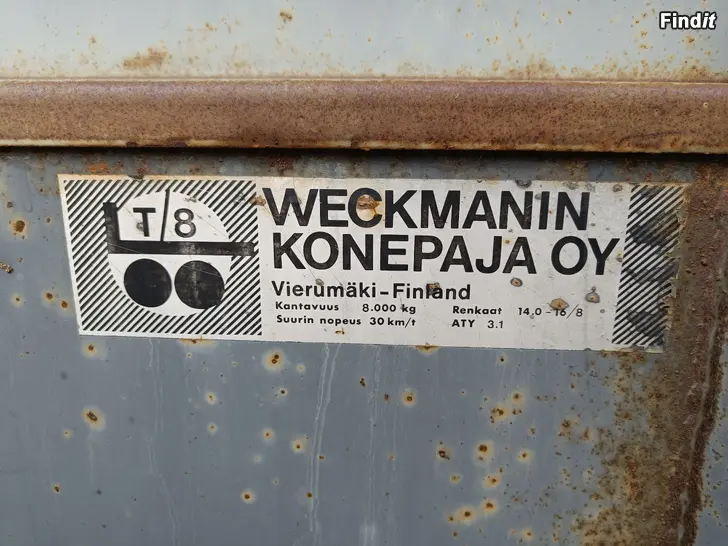 Findit
T/8
WECKMANIN
KONEPAJA OY
Vierumäki-Finland
Kantavuus 8.000 kg Renkaat 14,0-16/8
Suurin nopeus 30 km/t ATY 3.1